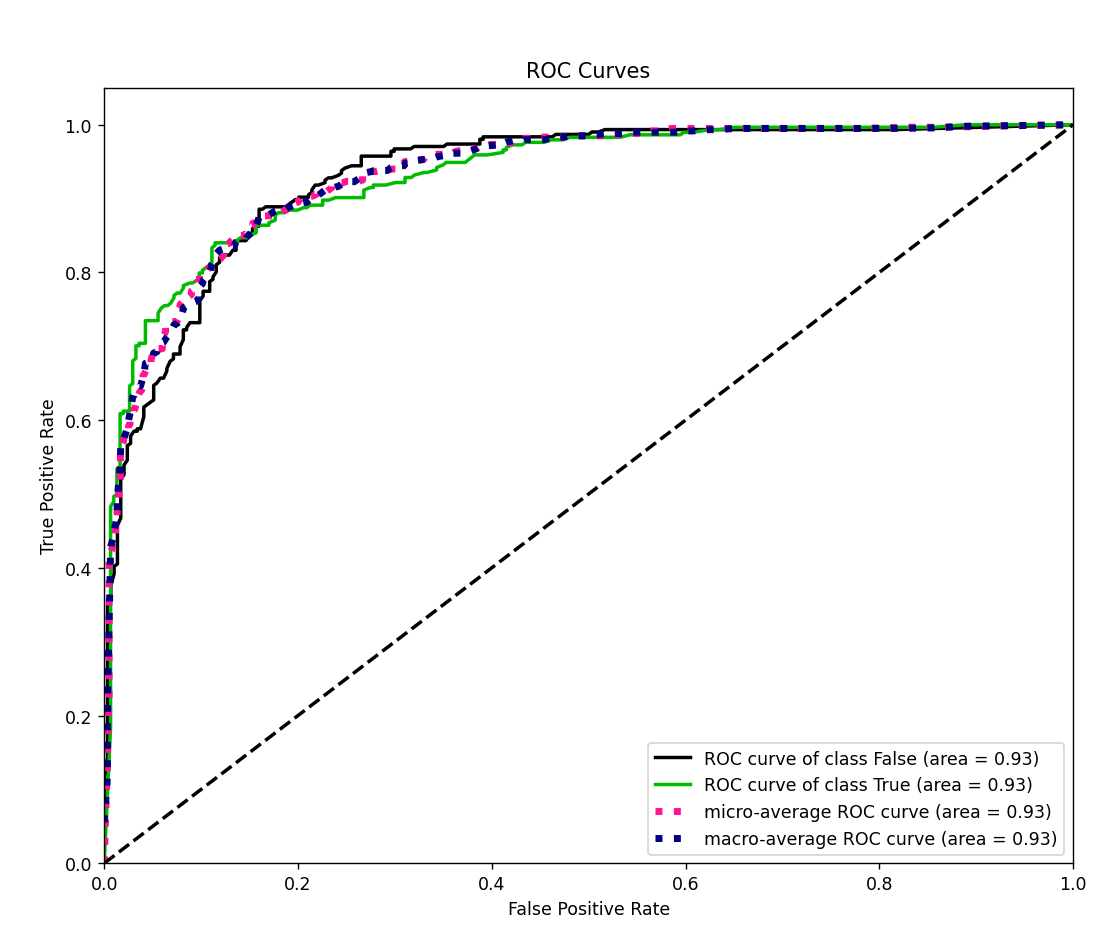 ROC Curves
True Positive Rate
1.0
0.8
0.6
0.4
0.2
0.0
ROC curve of class False (area = 0.93)
ROC curve of class True (area = 0.93)
micro-average ROC curve (area = 0.93)
macro-average ROC curve (area = 0.93)
0.0 0.2 0.4 0.6 0.8 1.0
False Positive Rate